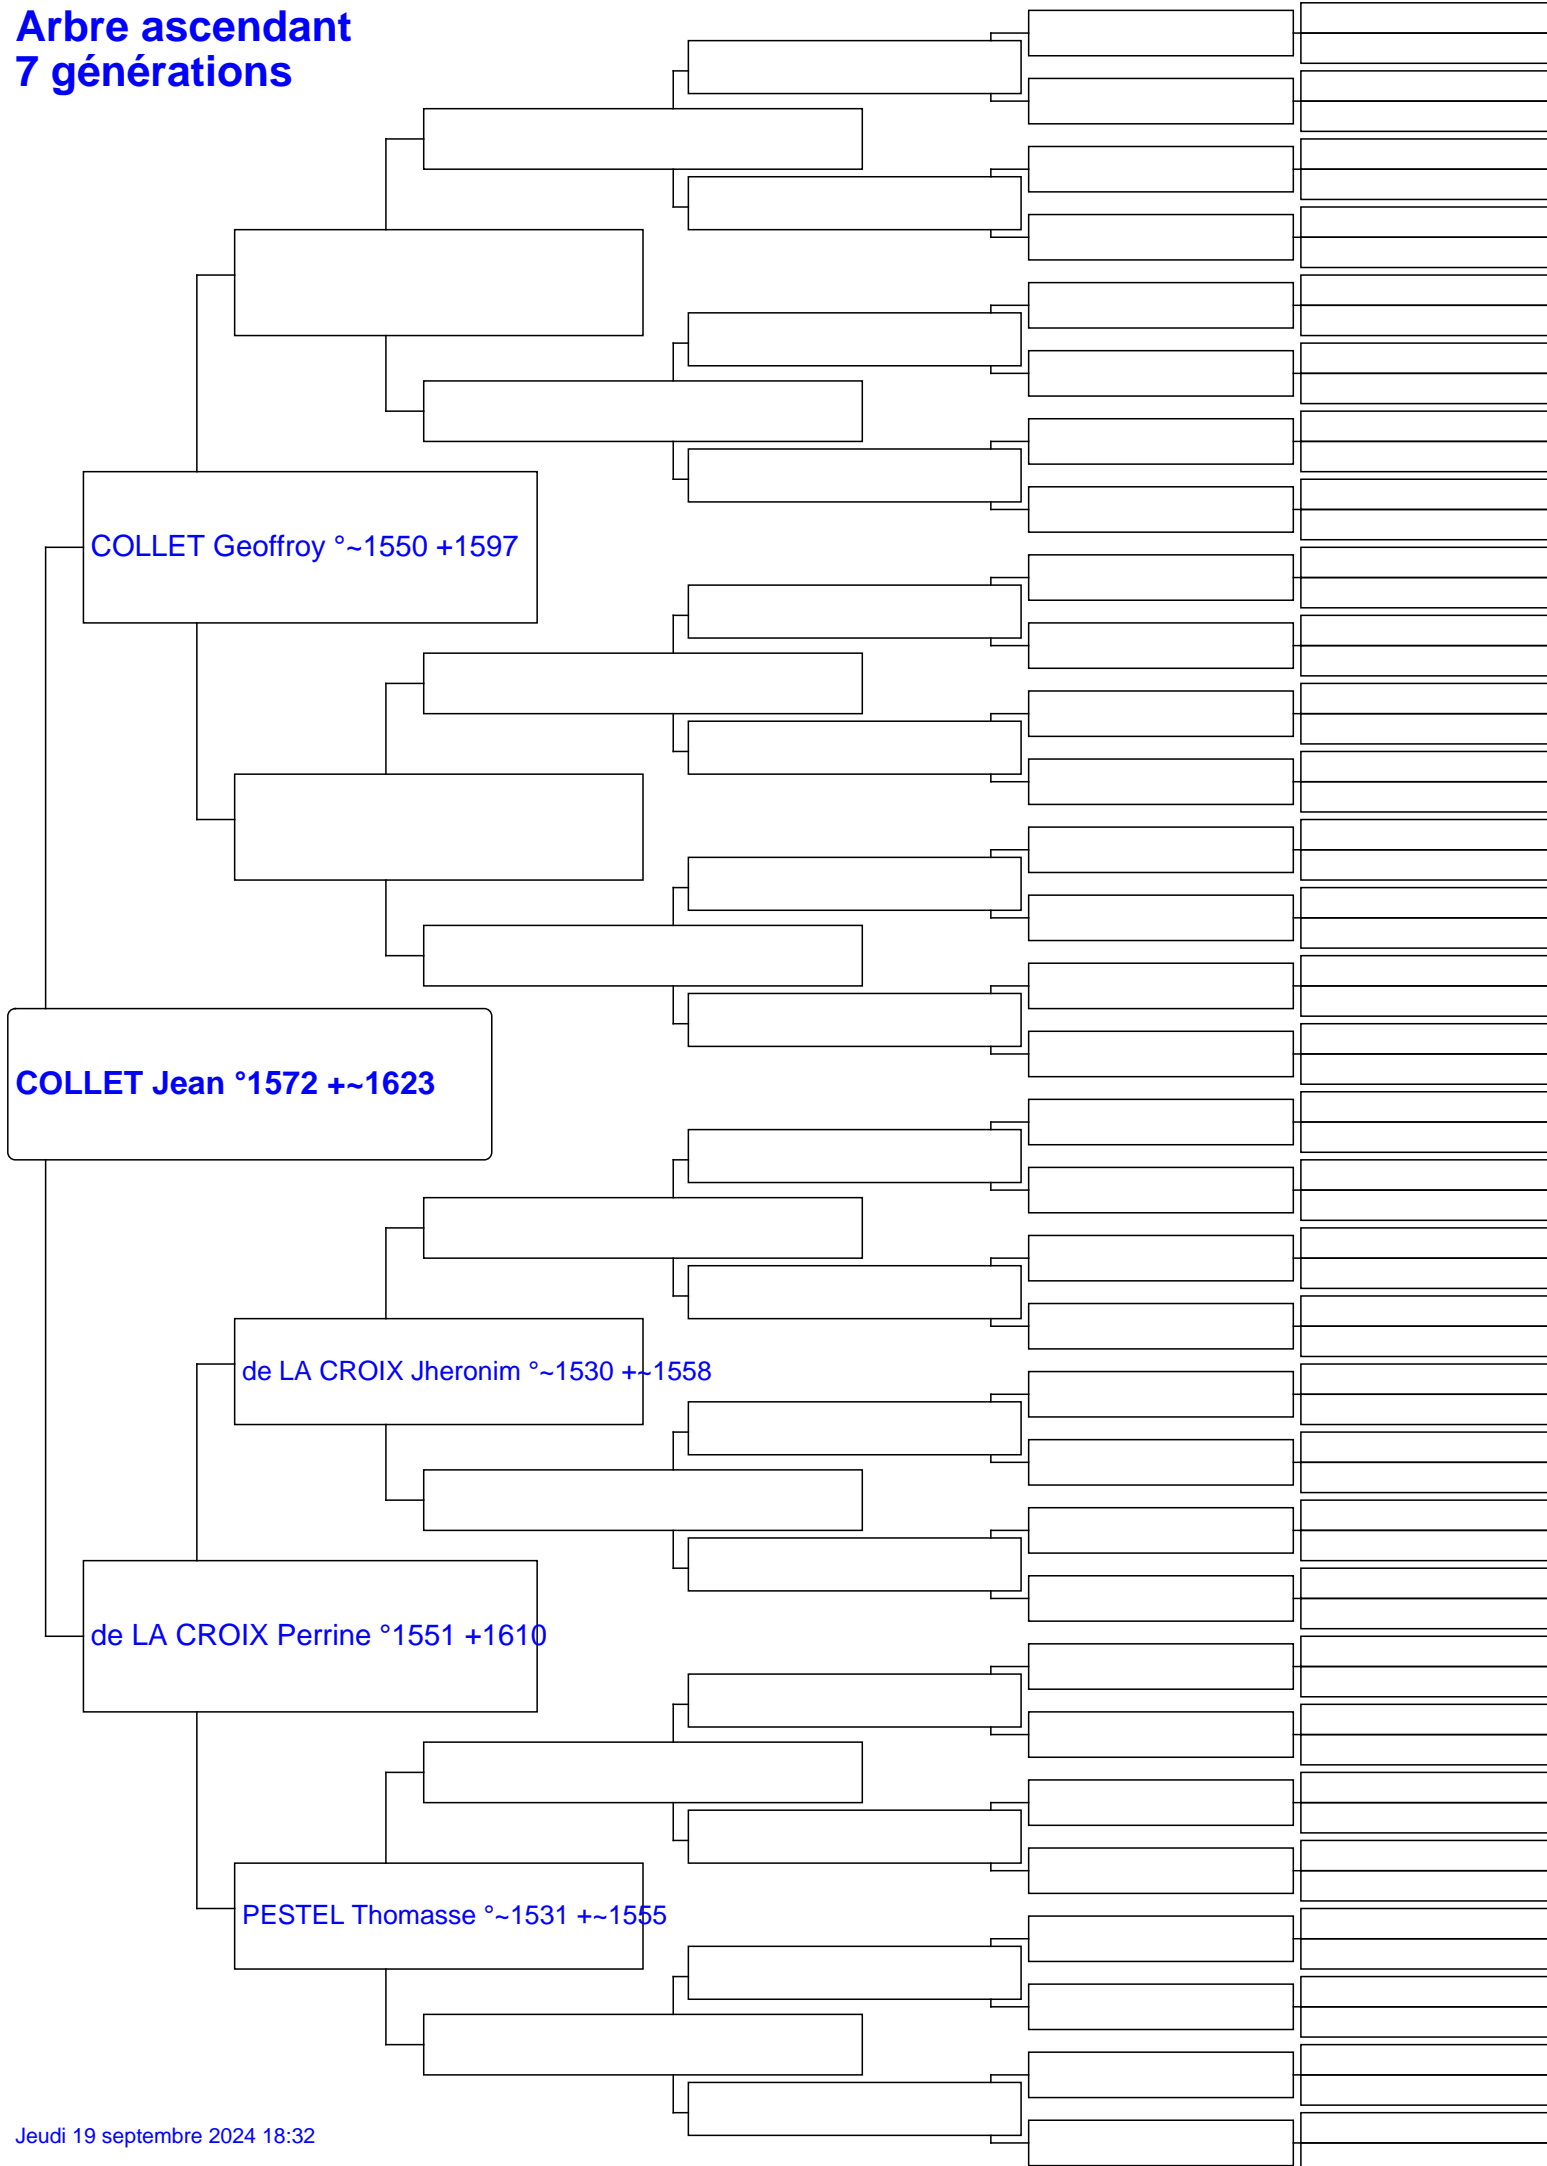 Arbre ascendant
7 générations
COLLET Geoffroy °~1550 +1597
COLLET Jean °1572 +~1623
de LA CROIX Jheronim °~1530 +~1558
de LA CROIX Perrine °1551 +1610
PESTEL Thomasse °~1531 +~1555
Jeudi 19 septembre 2024 18:32